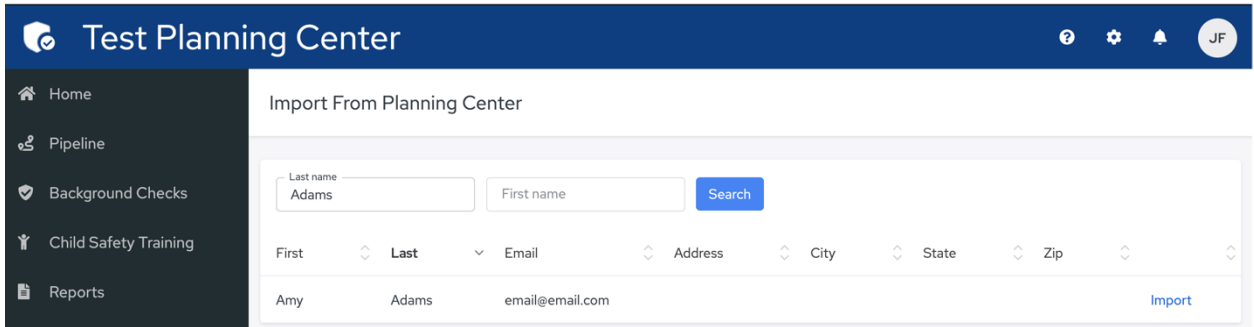 Test Planning Center
JF
Home
Pipeline
Background Checks
Child Safety Training
Reports
Import From Planning Center
Last name
Adams
First name
Search
First Last Email Address City State Zip
Amy Adams email@email.com Import